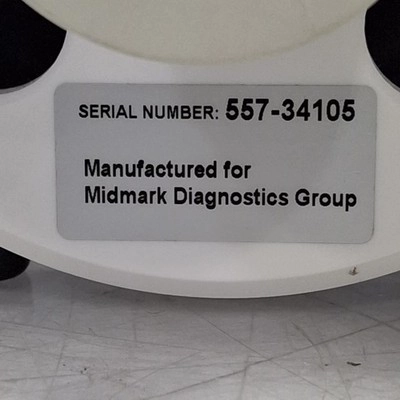 SERIAL NUMBER: 557-34105
Manufactured for
Midmark Diagnostics Group